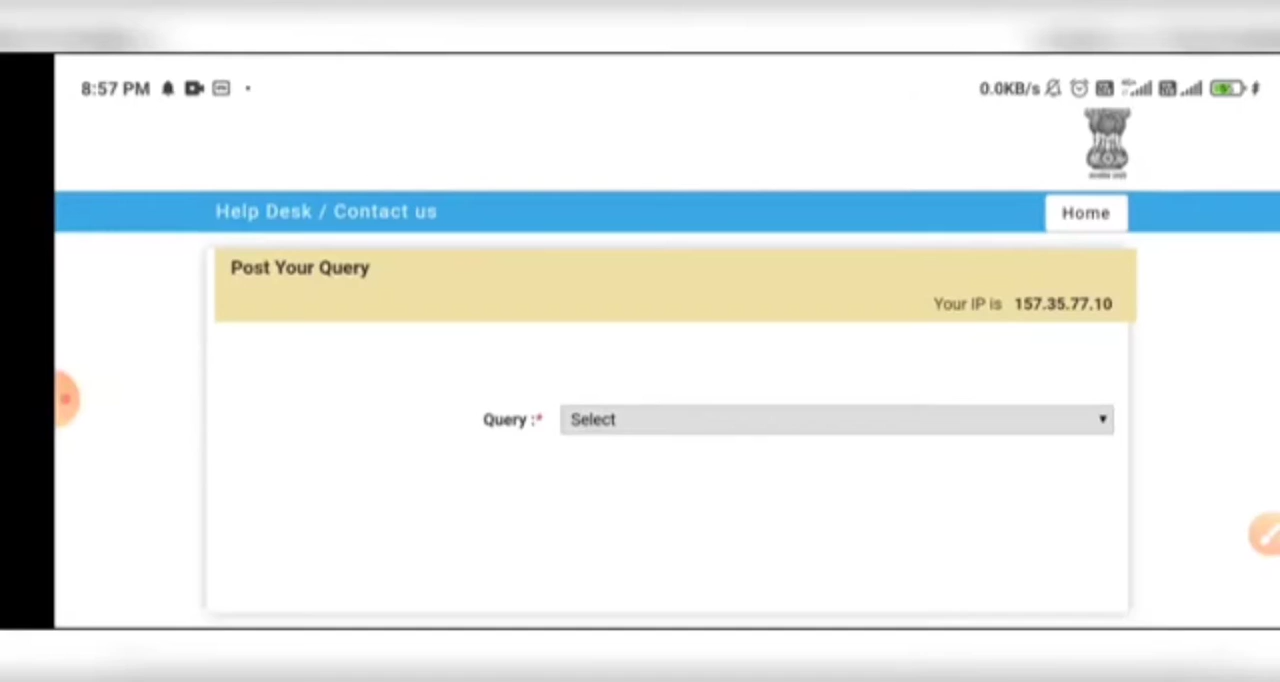 8:57 PM
0.0KB/s
Help Desk / Contact us
Home
Post Your Query
Your IP is 157.35.77.10
Query :*
Select